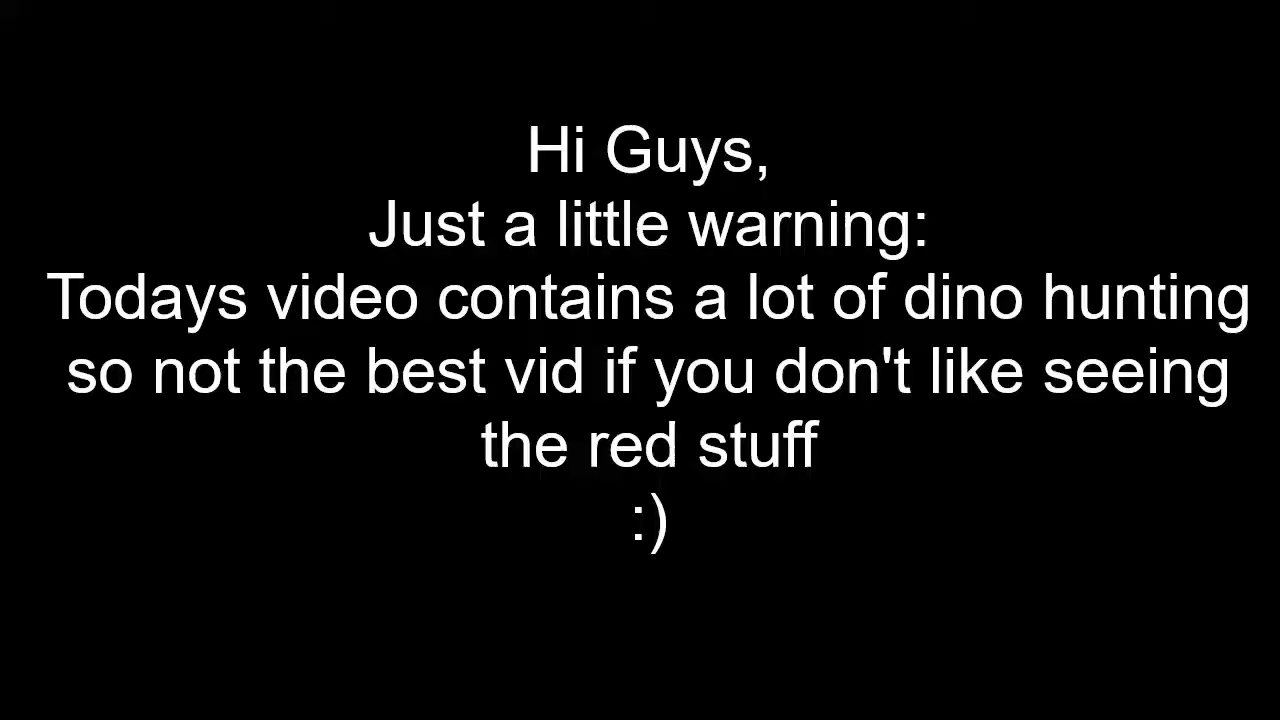 Hi Guys,
Just a little warning:
Todays video contains a lot of dino hunting
so not the best vid if you don't like seeing
the red stuff
:)